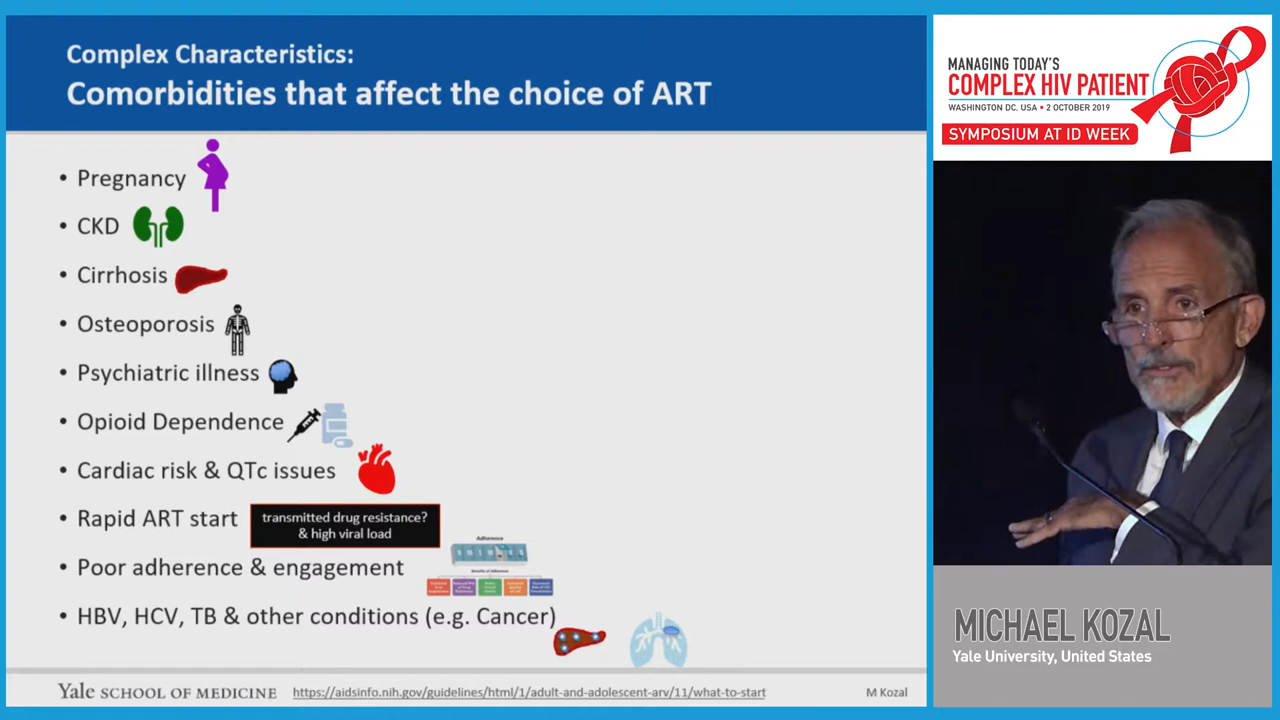 Complex Characteristics:
Comorbidities that affect the choice of ART
• Pregnancy
• CKD
• Cirrhosis
• Osteoporosis
• Psychiatric illness
• Opioid Dependence
• Cardiac risk & QTc issues
• Rapid ART start
transmitted drug resistance?
& high viral load
• Poor adherence & engagement
Adherence
• HBV, HCV, TB & other conditions (e.g. Cancer)
Yale SCHOOL OF MEDICINE
https://aidsinfo.nih.gov/guidelines/html/1/adult-and-adolescent-arv/11/what-to-start
M Kozal
MANAGING TODAY'S
COMPLEX HIV PATIENT
WASHINGTON DC, USA • 2 OCTOBER 2019
SYMPOSIUM AT ID WEEK
MICHAEL KOZAL
Yale University, United States